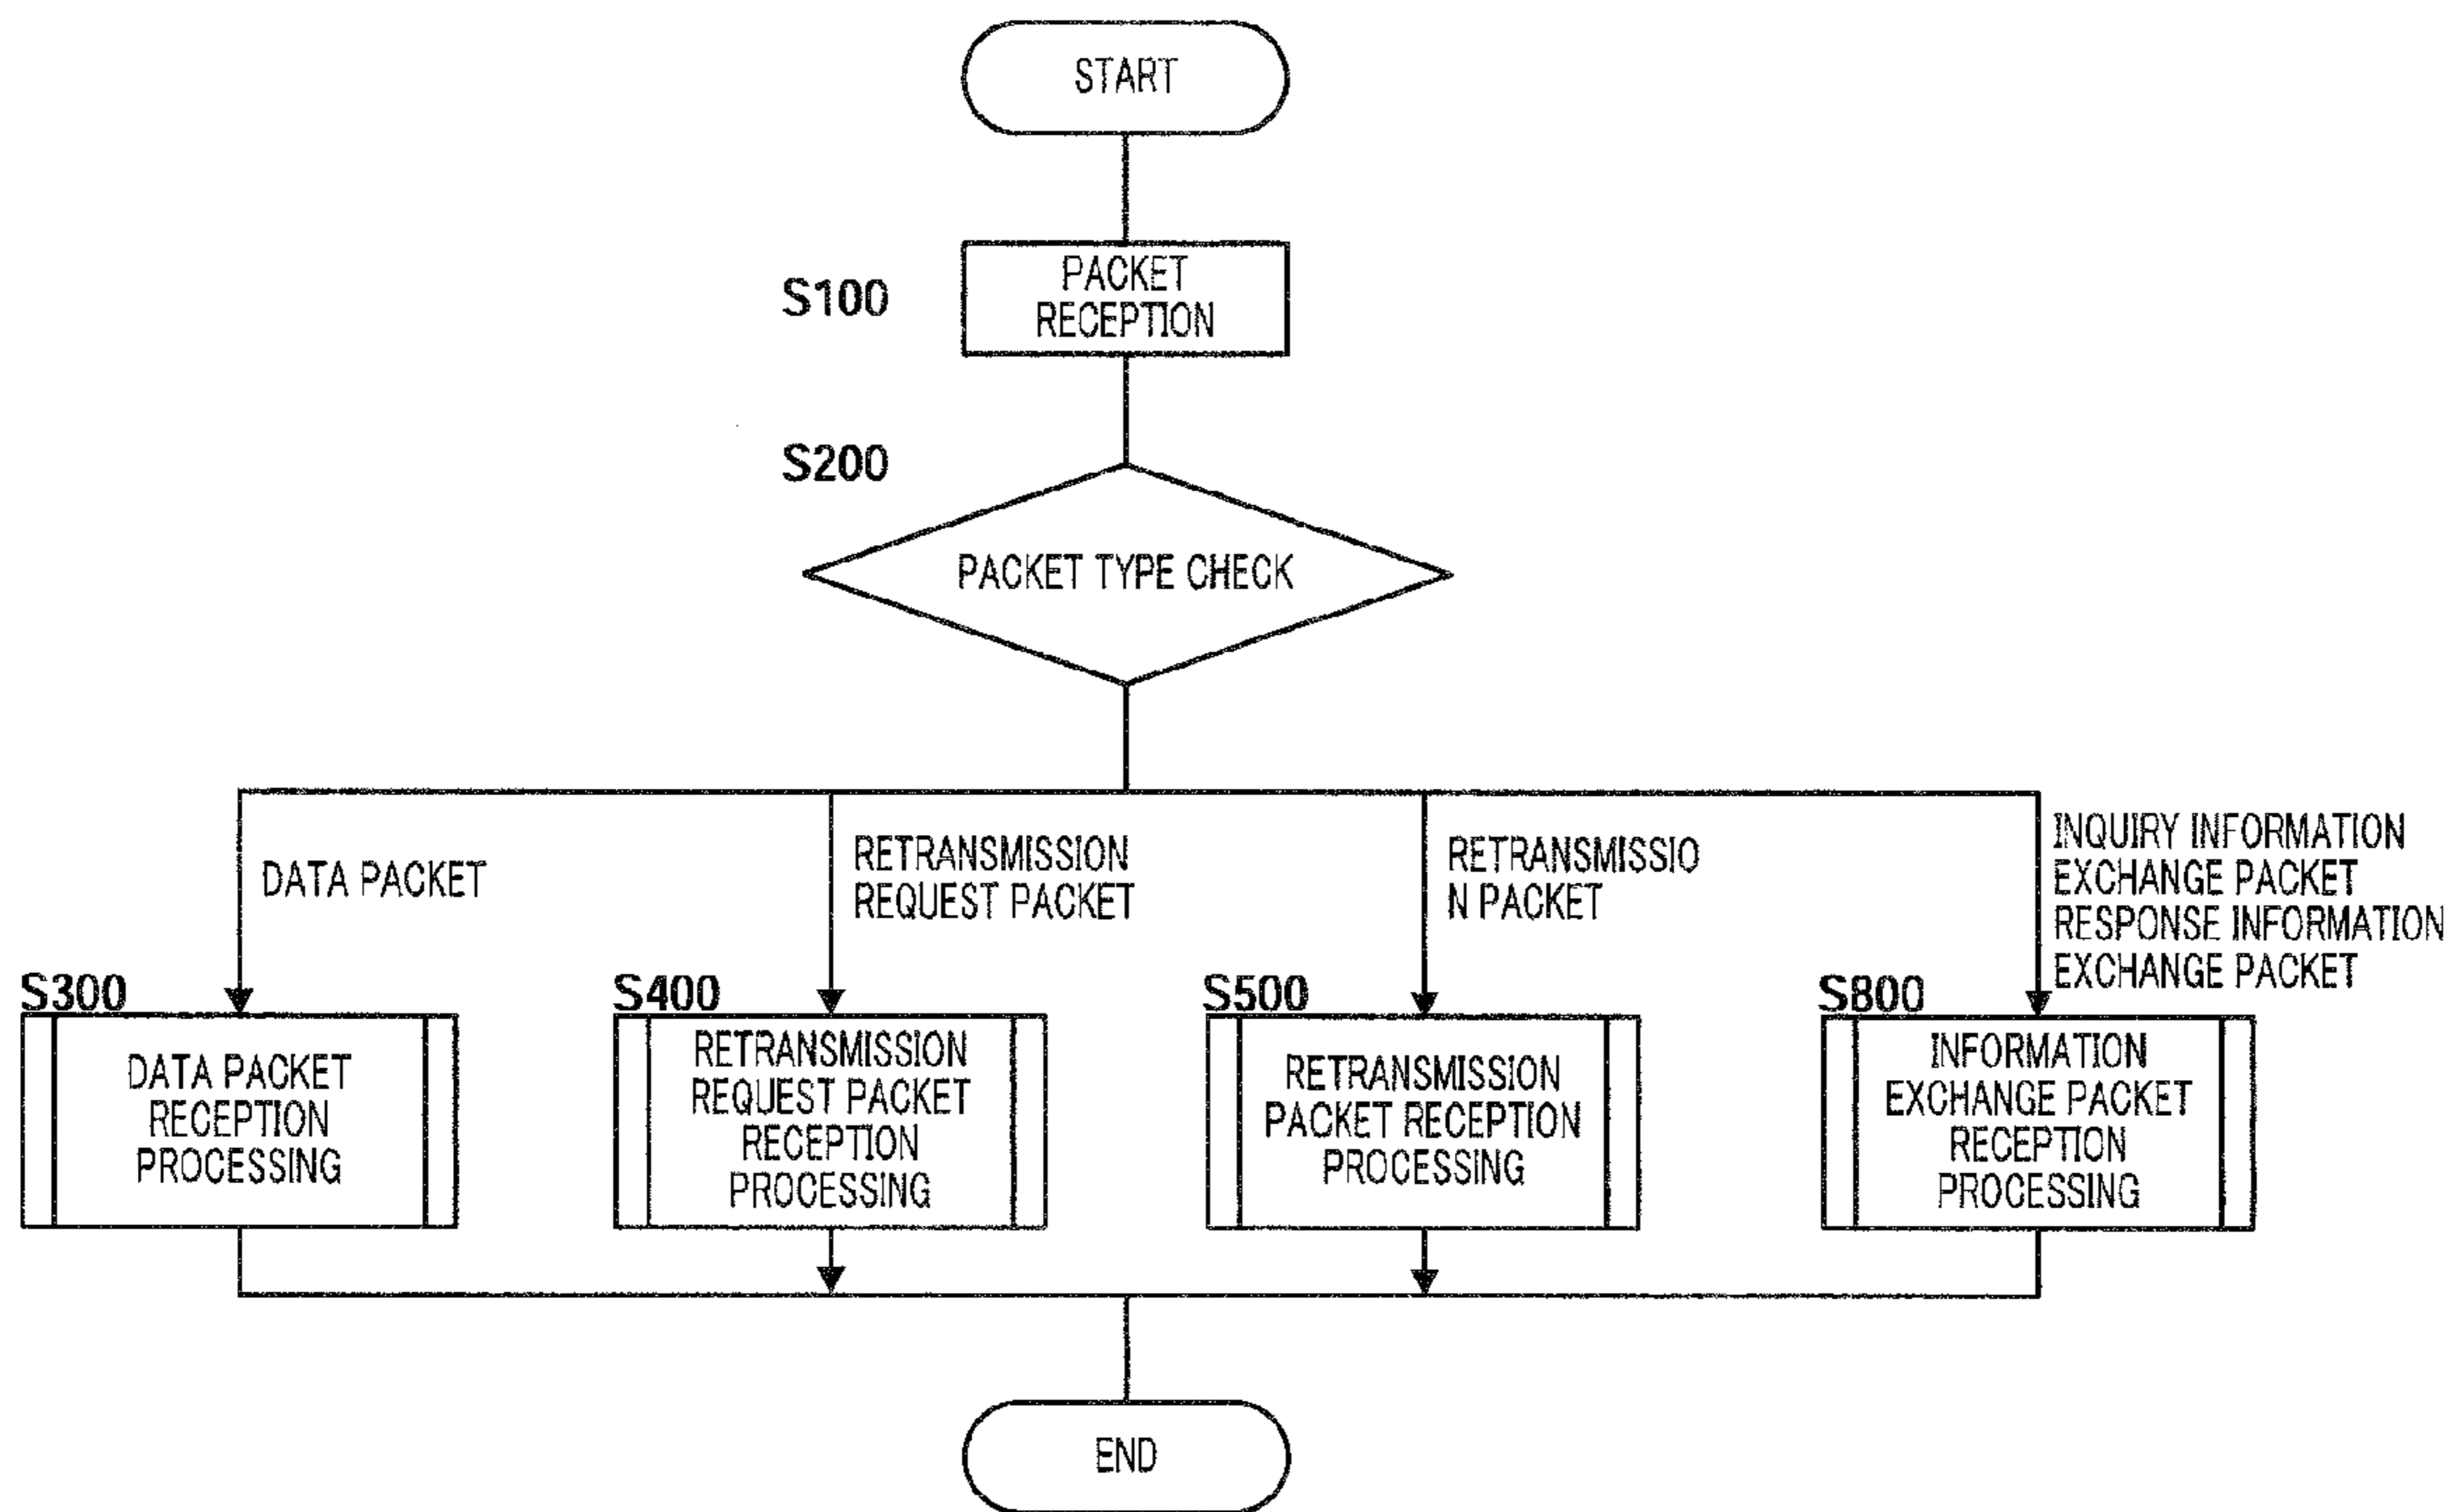 START
S100
PACKET
RECEPTION
S200
PACKET TYPE CHECK
DATA PACKET
RETRANSMISSION
REQUEST PACKET
RETRANSMISSIO
N PACKET
INQUIRY INFORMATION
EXCHANGE PACKET
RESPONSE INFORMATION
EXCHANGE PACKET
S300
DATA PACKET
RECEPTION
PROCESSING
S400
RETRANSMISSION
REQUEST PACKET
RECEPTION
PROCESSING
S500
RETRANSMISSION
PACKET RECEPTION
PROCESSING
S800
INFORMATION
EXCHANGE PACKET
RECEPTION
PROCESSING
END